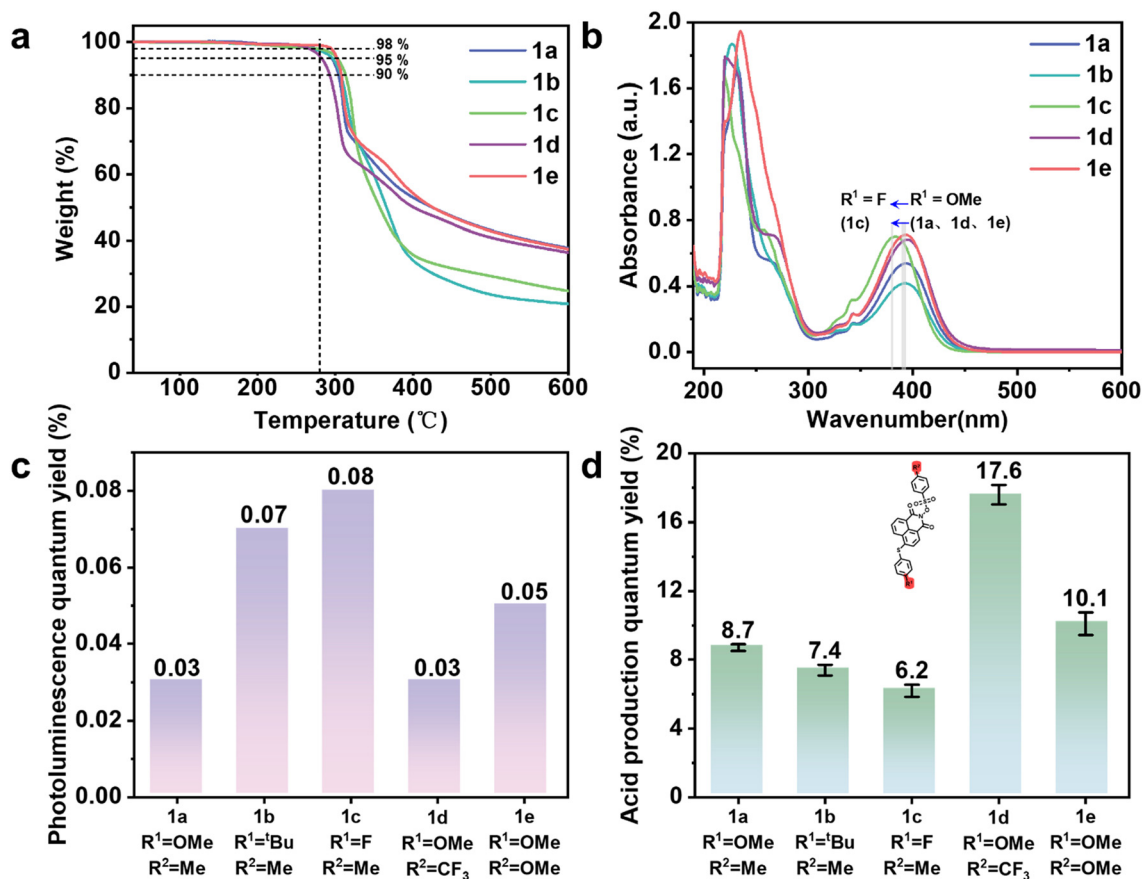 a
100
80
60
40
20
0
Weight (%)
98 %
95 %
90 %
1a
1b
1c
1d
1e
100
200
300
400
500
600
Temperature (℃)
b
2.0
1.6
1.2
0.8
0.4
0.0
Absorbance (a.u.)
1a
1b
1c
1d
1e
R¹ = F
R¹ = OMe
(1c)
(1a、1d、1e)
200
300
400
500
600
Wavenumber(nm)
c
0.08
0.06
0.04
0.02
0.00
Photoluminescence quantum yield (%)
0.03
0.07
0.08
0.03
0.05
1a 1b 1c 1d 1e
R¹=OMe R¹=ᵗBu R¹=F R¹=OMe R¹=OMe
R²=Me R²=Me R²=Me R²=CF₃ R²=OMe
d
20
16
12
8
4
0
Acid production quantum yield (%)
8.7
7.4
6.2
17.6
10.1
1a 1b 1c 1d 1e
R¹=OMe R¹=ᵗBu R¹=F R¹=OMe R¹=OMe
R²=Me R²=Me R²=Me R²=CF₃ R²=OMe